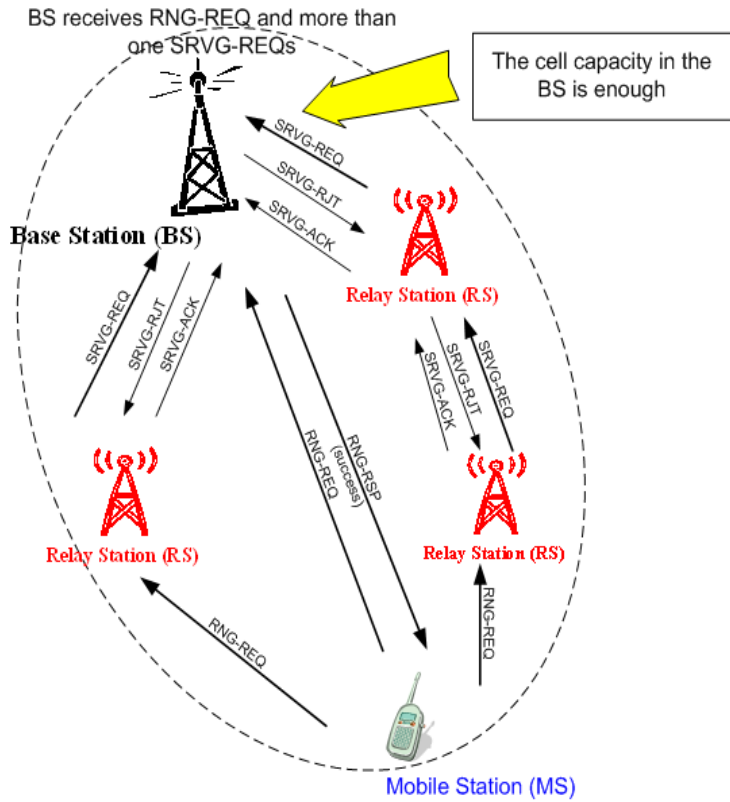 BS receives RNG-REQ and more than
one SRVG-REQs
The cell capacity in the
BS is enough
SRVG-REQ
SRVG-RJT
SRVG-ACK
Base Station (BS)
Relay Station (RS)
SRVG-REQ
SRVG-RJT
SRVG-ACK
SRVG-ACK
SRVG-RJT
SRVG-REQ
RNG-REQ
RNG-RSP
(success)
Relay Station (RS)
Relay Station (RS)
RNG-REQ
RNG-REQ
Mobile Station (MS)